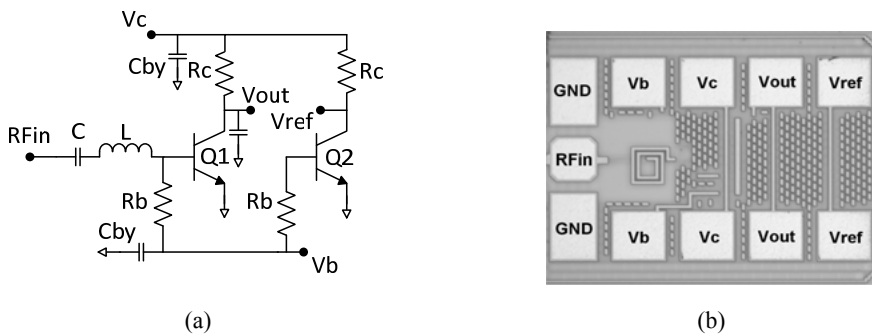 Vc
Cby
Rc
Rc
Vout
Vref
RFin
C
L
Q1
Q2
Rb
Rb
Cby
Vb
(a)
GND
Vb
Vc
Vout
Vref
RFin
GND
Vb
Vc
Vout
Vref
(b)